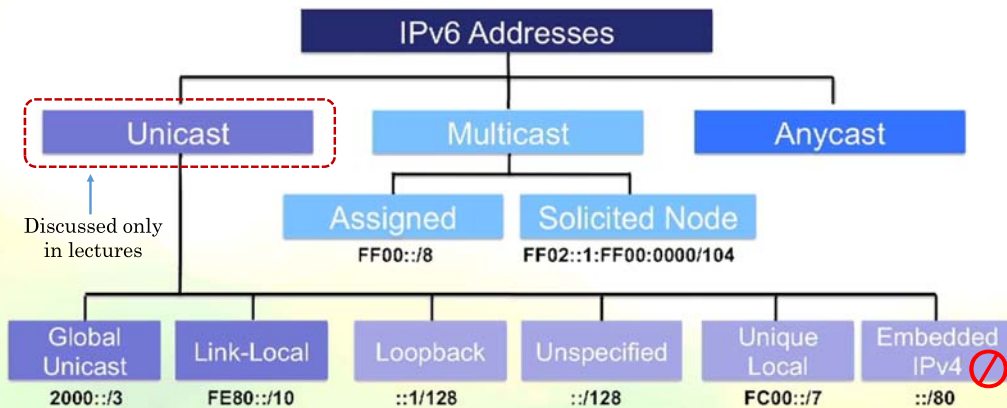 IPv6 Addresses
Unicast
Multicast
Anycast
Discussed only
in lectures
Assigned
FF00::/8
Solicited Node
FF02::1:FF00:0000/104
Global
Unicast
2000::/3
Link-Local
FE80::/10
Loopback
::1/128
Unspecified
::/128
Unique
Local
FC00::/7
Embedded
IPv4
::/80